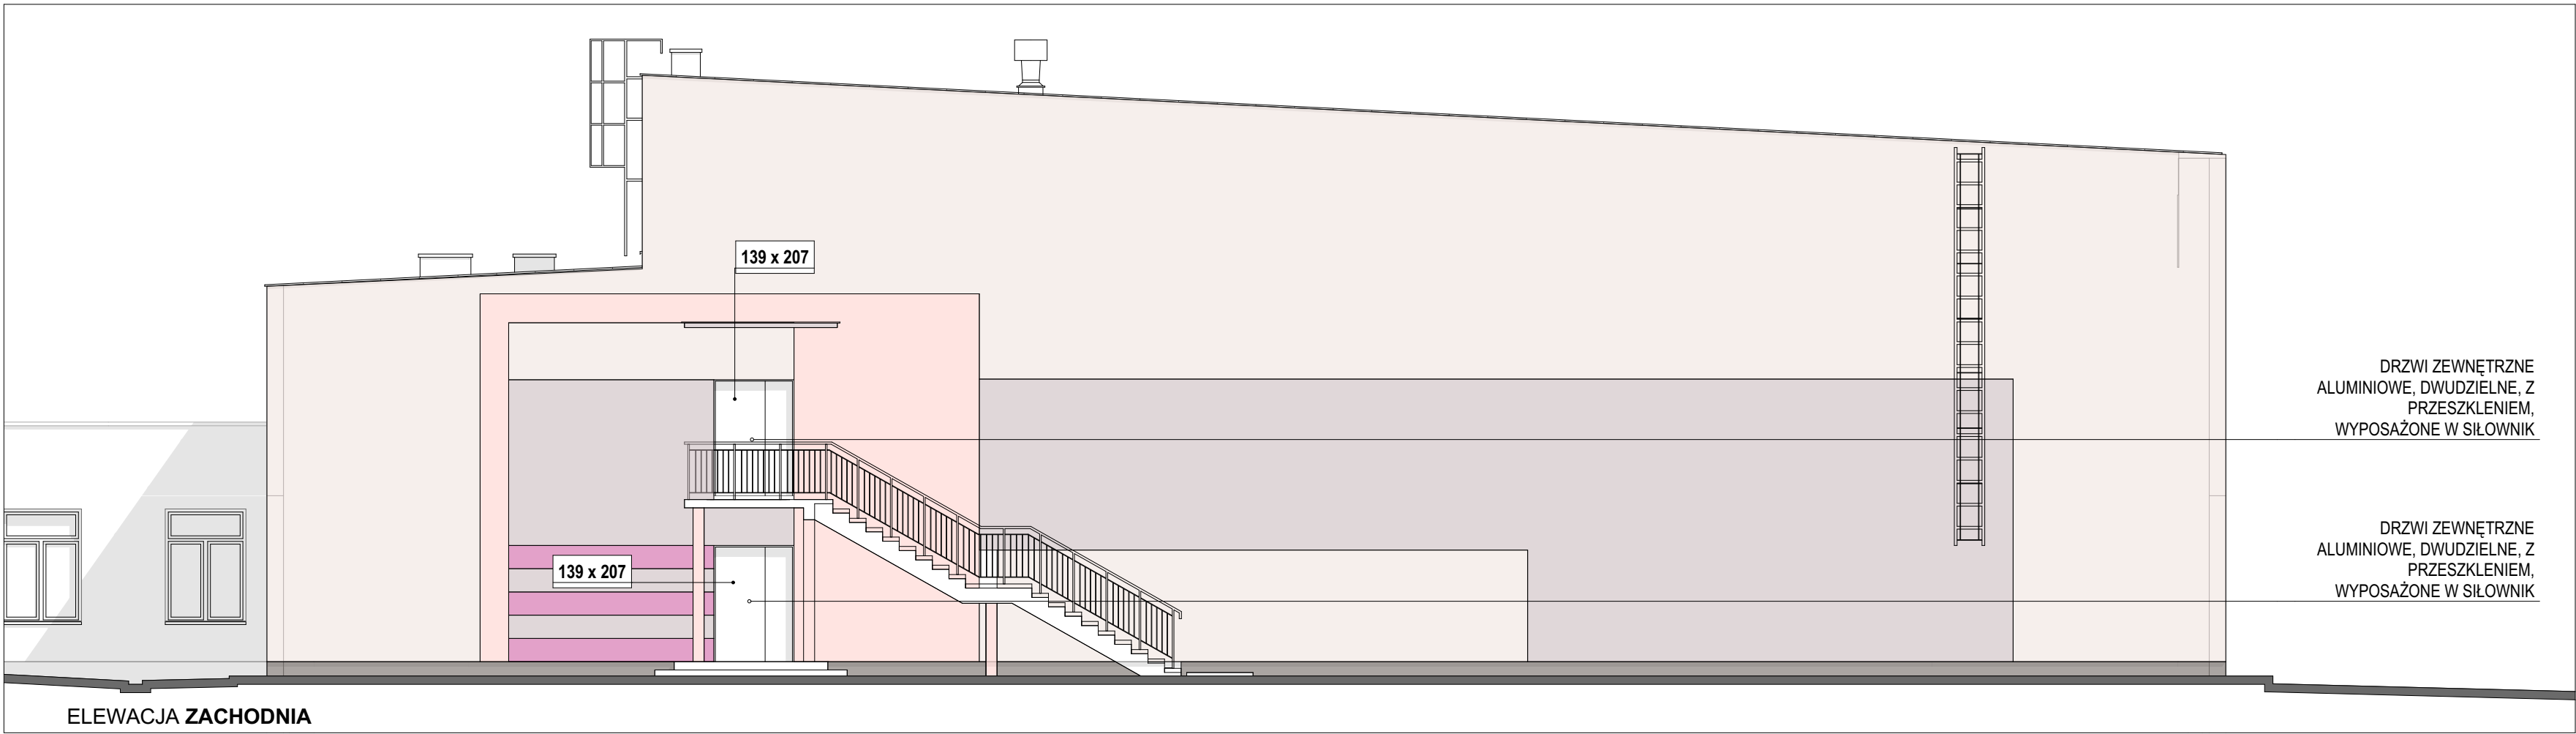 139 x 207
DRZWI ZEWNĘTRZNE
ALUMINIOWE, DWUDZIELNE, Z
PRZESZKLENIEM,
WYPOSAŻONE W SIŁOWNIK
139 x 207
DRZWI ZEWNĘTRZNE
ALUMINIOWE, DWUDZIELNE, Z
PRZESZKLENIEM,
WYPOSAŻONE W SIŁOWNIK
ELEWACJA ZACHODNIA